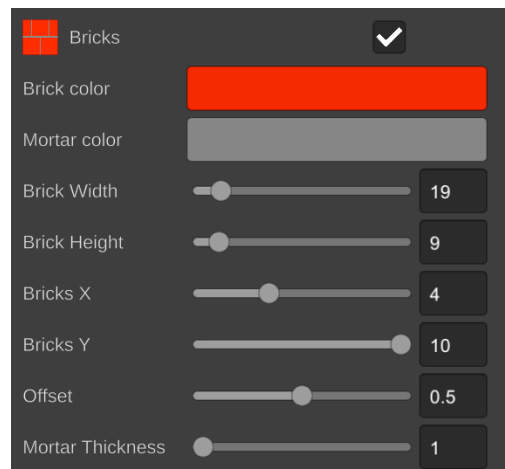 Bricks
Brick color
Mortar color
Brick Width 19
Brick Height 9
Bricks X 4
Bricks Y 10
Offset 0.5
Mortar Thickness 1